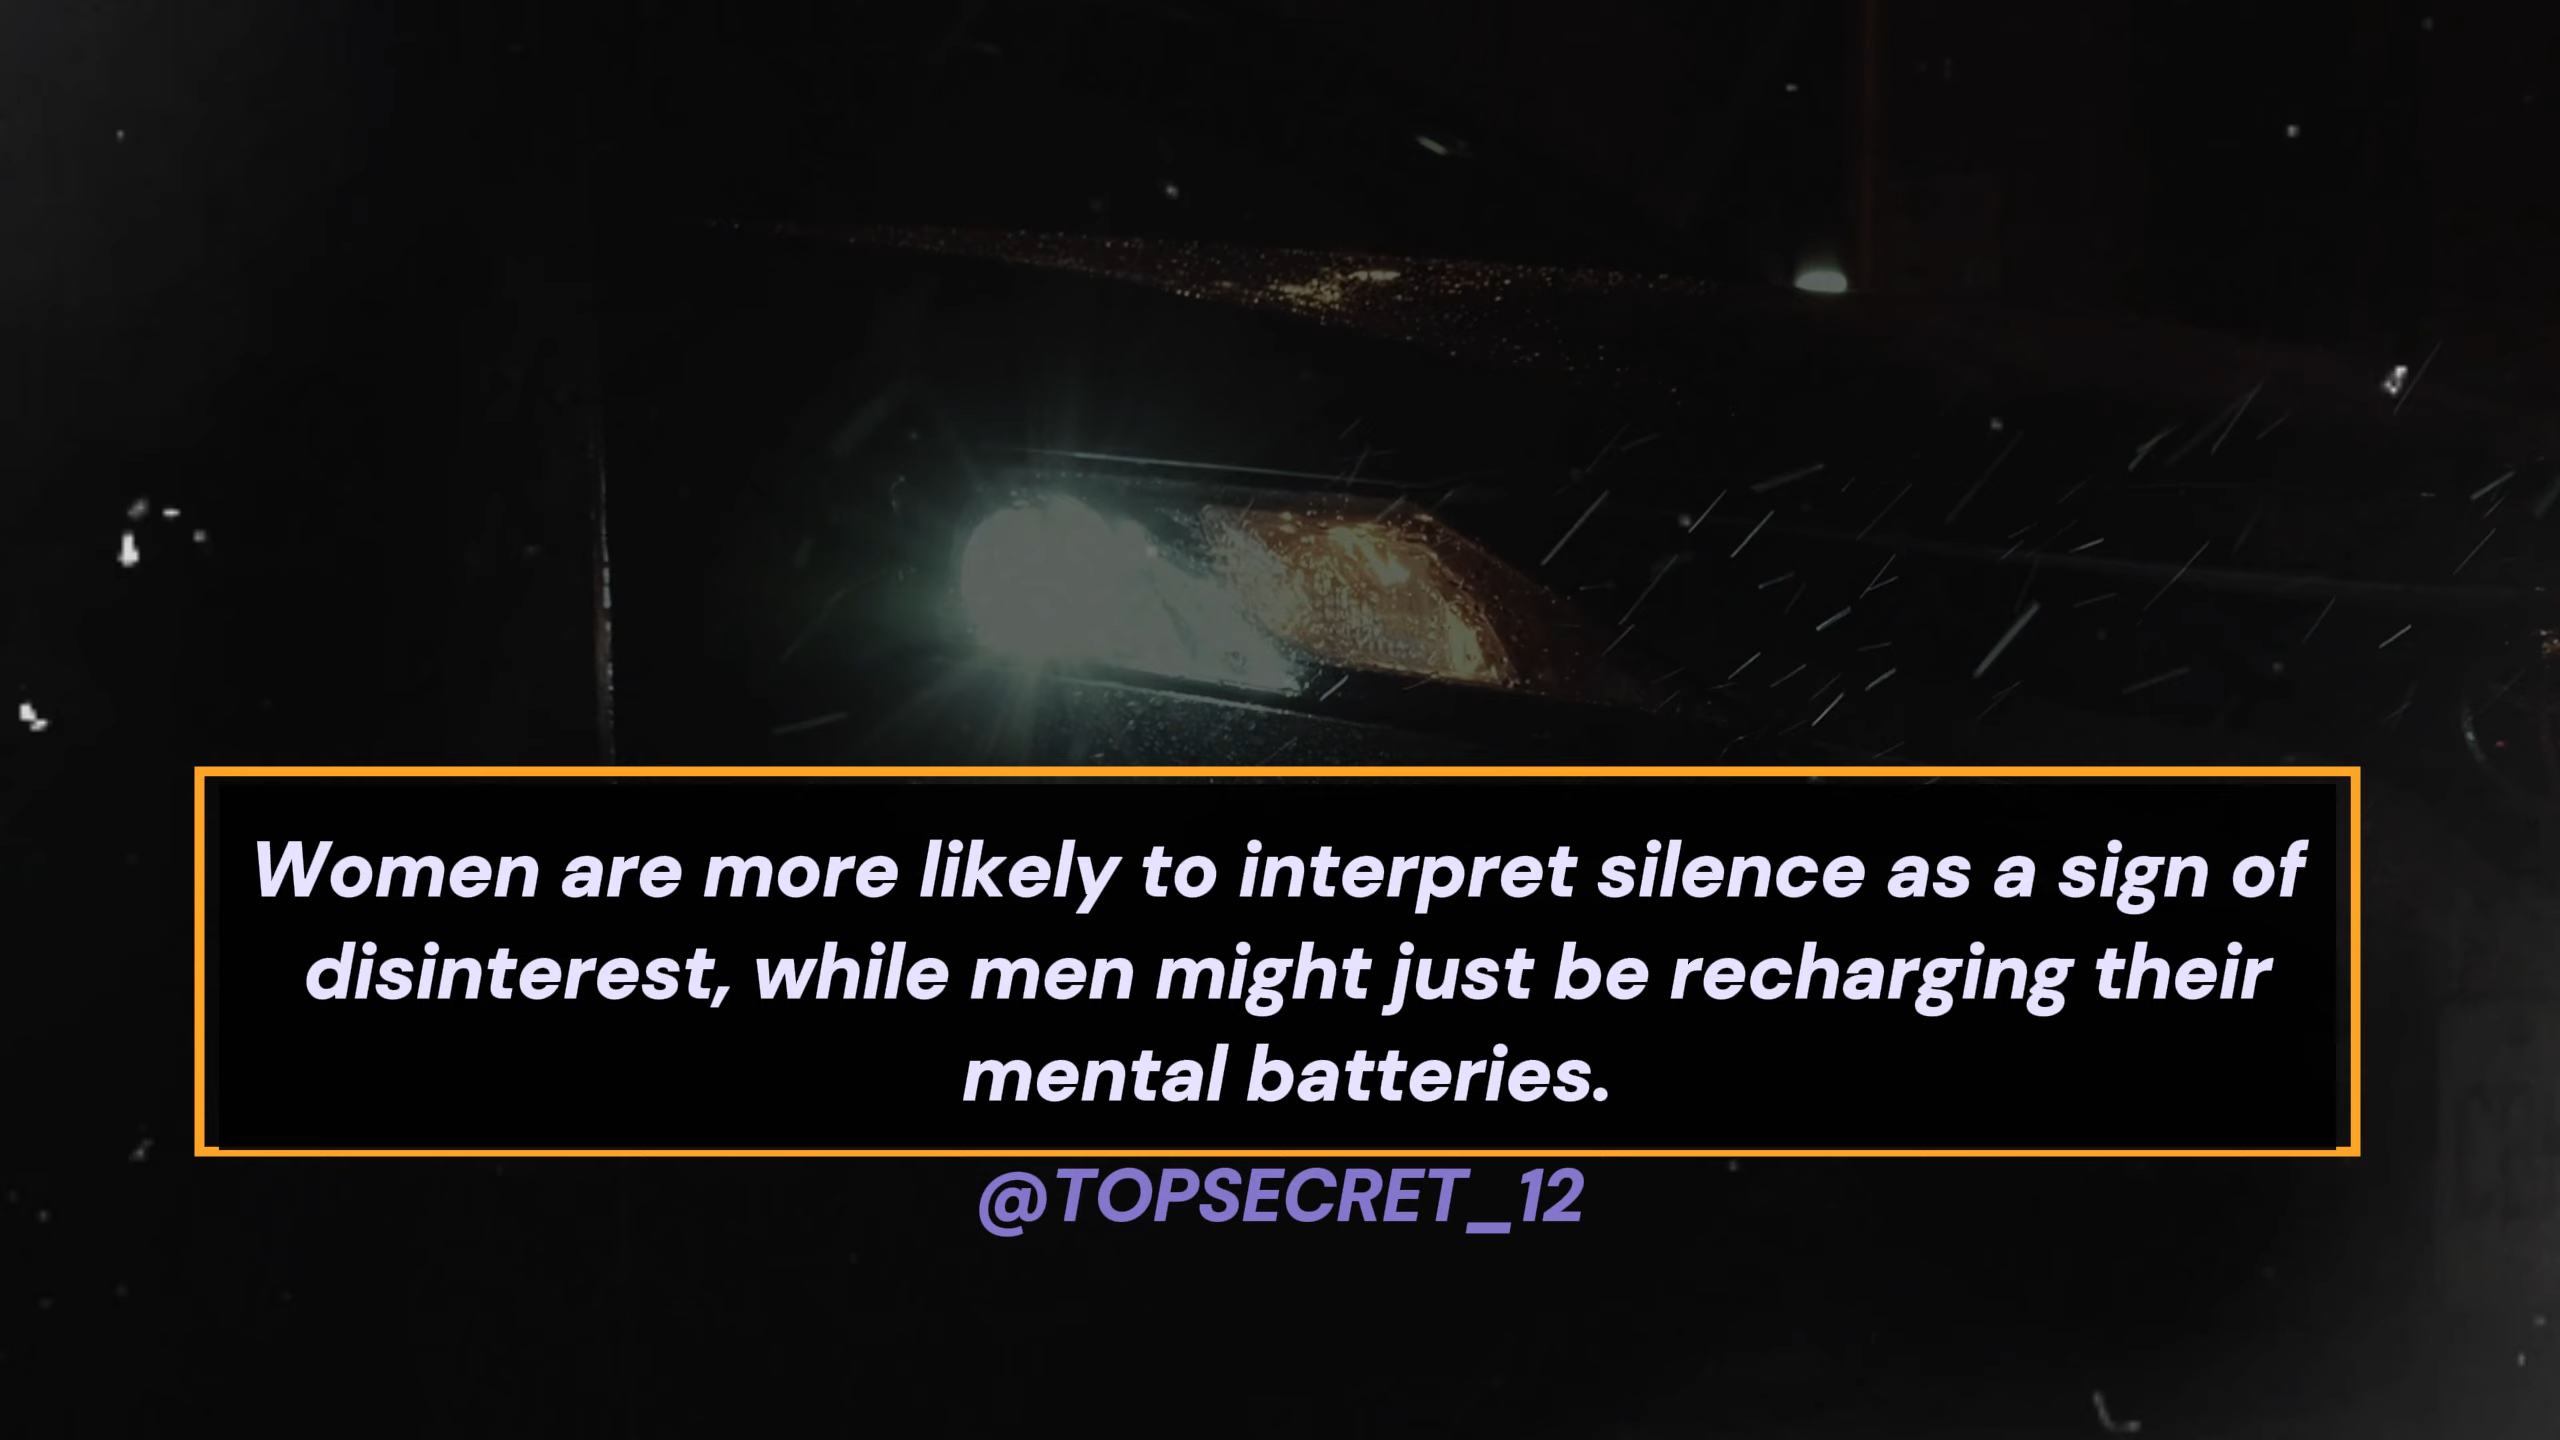 Women are more likely to interpret silence as a sign of
disinterest, while men might just be recharging their
mental batteries.
@TOPSECRET_12